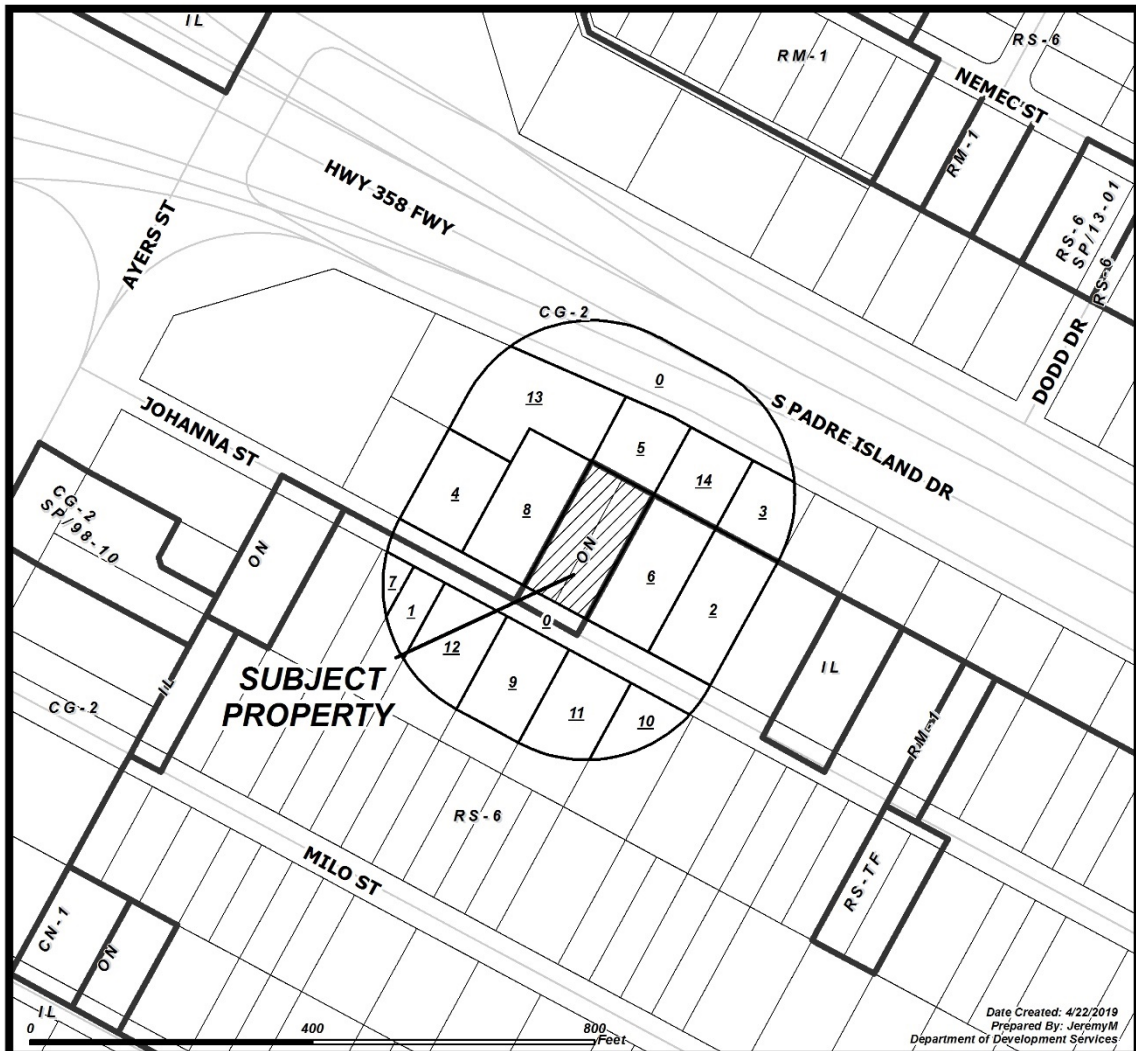 IL
RM-1
RS-6
NEMEC ST
RM-1
RS-6
SP/13-01
RS-6
DODD DR
HWY 358 FWY
AYERS ST
CG-2
0
S PADRE ISLAND DR
13
5
14
3
JOHANNA ST
4
8
ON
6
2
CG-2
SP/98-10
ON
7
1
12
0
9
11
10
SUBJECT
PROPERTY
IL
CG-2
IL
RM-1
RS-6
RS-TF
MILO ST
CN-1
ON
IL
0
400
800
Feet
Date Created: 4/22/2019
Prepared By: JeremyM
Department of Development Services